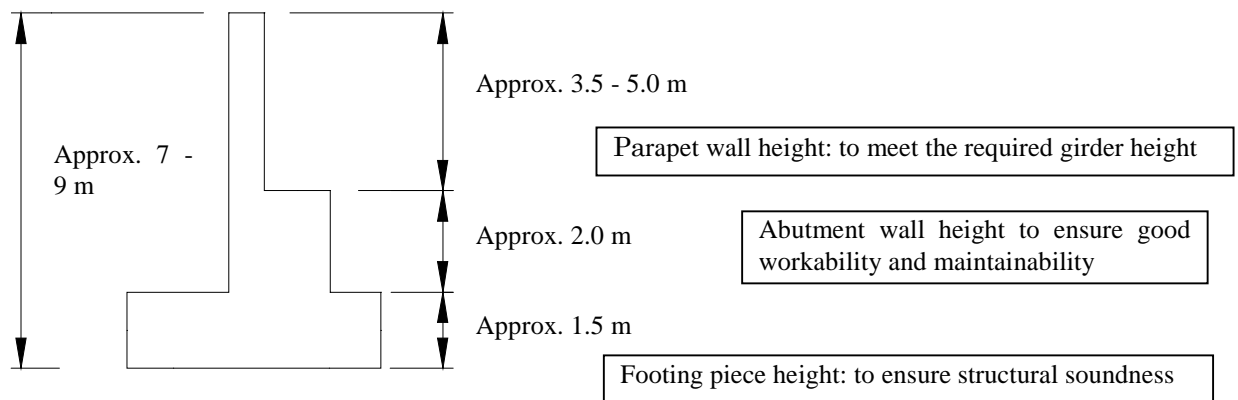 Approx. 3.5 - 5.0 m
Parapet wall height: to meet the required girder height
Approx. 7 -
9 m
Approx. 2.0 m
Abutment wall height to ensure good
workability and maintainability
Approx. 1.5 m
Footing piece height: to ensure structural soundness